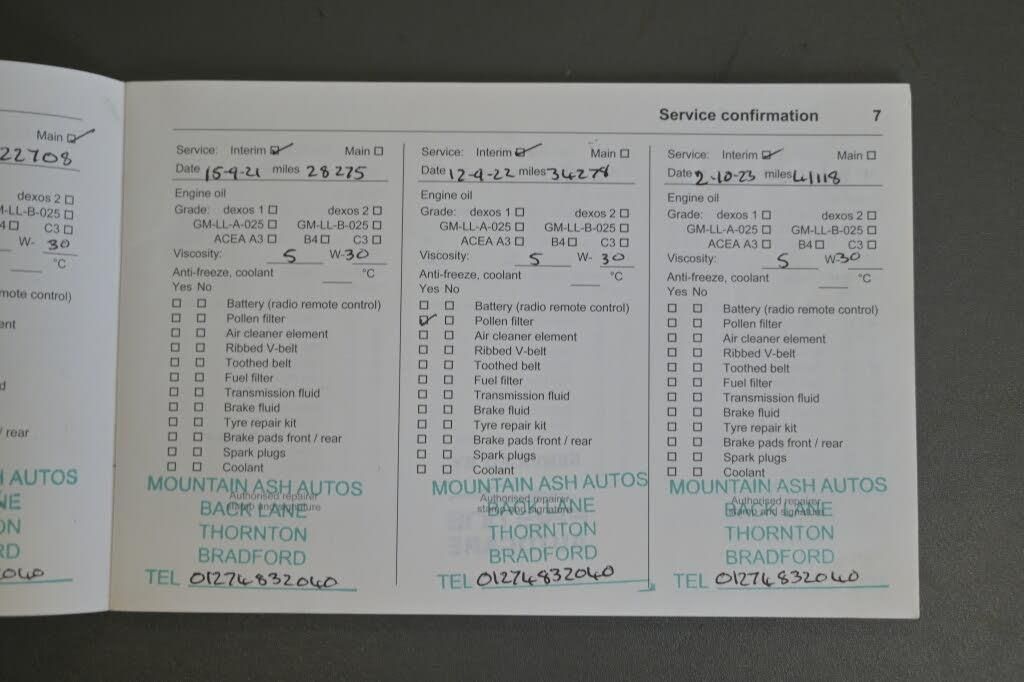 Main
22708
dexos 2
M-LL-B-025
C3
W- 30
°C
mote control)
ent
d
/ rear
H AUTOS
NE
ON
RD
Service confirmation 7
Service: Interim Main
Date 15-9-21 miles 28275
Engine oil
Grade: dexos 1 dexos 2
GM-LL-A-025 GM-LL-B-025
ACEA A3 B4 C3
Viscosity: 5 W-30
Anti-freeze, coolant °C
Yes No
Battery (radio remote control)
Pollen filter
Air cleaner element
Ribbed V-belt
Toothed belt
Fuel filter
Transmission fluid
Brake fluid
Tyre repair kit
Brake pads front / rear
Spark plugs
Coolant
MOUNTAIN ASH AUTOS
Authorised repairer
BACK LANE
stamp and signature
THORNTON
BRADFORD
TEL 01274832040
Service: Interim Main
Date 12-9-22 miles 34278
Engine oil
Grade: dexos 1 dexos 2
GM-LL-A-025 GM-LL-B-025
ACEA A3 B4 C3
Viscosity: 5 W- 30
Anti-freeze, coolant °C
Yes No
Battery (radio remote control)
Pollen filter
Air cleaner element
Ribbed V-belt
Toothed belt
Fuel filter
Transmission fluid
Brake fluid
Tyre repair kit
Brake pads front / rear
Spark plugs
Coolant
MOUNTAIN ASH AUTOS
Authorised repairer
BACK LANE
stamp and signature
THORNTON
BRADFORD
TEL 01274832040
Service: Interim Main
Date 2-10-23 miles 41118
Engine oil
Grade: dexos 1 dexos 2
GM-LL-A-025 GM-LL-B-025
ACEA A3 B4 C3
Viscosity: 5 W-30
Anti-freeze, coolant °C
Yes No
Battery (radio remote control)
Pollen filter
Air cleaner element
Ribbed V-belt
Toothed belt
Fuel filter
Transmission fluid
Brake fluid
Tyre repair kit
Brake pads front / rear
Spark plugs
Coolant
MOUNTAIN ASH AUTOS
Authorised repairer
BACK LANE
stamp and signature
THORNTON
BRADFORD
TEL 01274832040